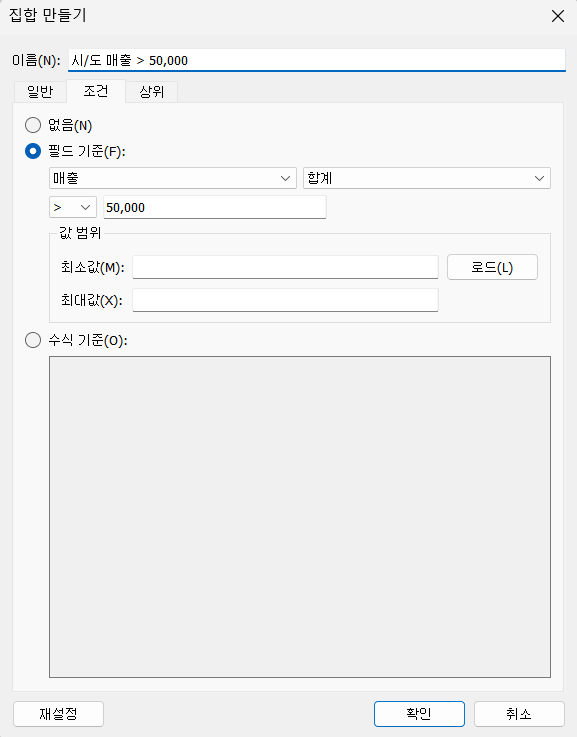 집합 만들기
이름(N): 시/도 매출 > 50,000
일반 조건 상위
없음(N)
필드 기준(F):
매출 합계
> 50,000
값 범위
최소값(M): 로드(L)
최대값(X):
수식 기준(O):
재설정 확인 취소